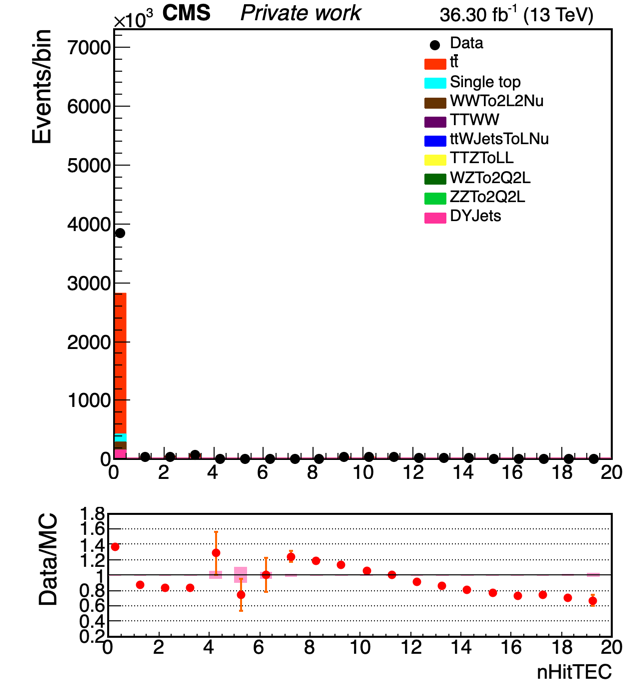 ×10³ CMS Private work 36.30 fb⁻¹ (13 TeV)
Events/bin
7000
6000
5000
4000
3000
2000
1000
0
Data
tt̄
Single top
WWTo2L2Nu
TTWW
ttWJetsToLNu
TTZToLL
WZTo2Q2L
ZZTo2Q2L
DYJets
0 2 4 6 8 10 12 14 16 18 20
Data/MC
1.8
1.6
1.4
1.2
1
0.8
0.6
0.4
0.2
0 2 4 6 8 10 12 14 16 18 20
nHitTEC